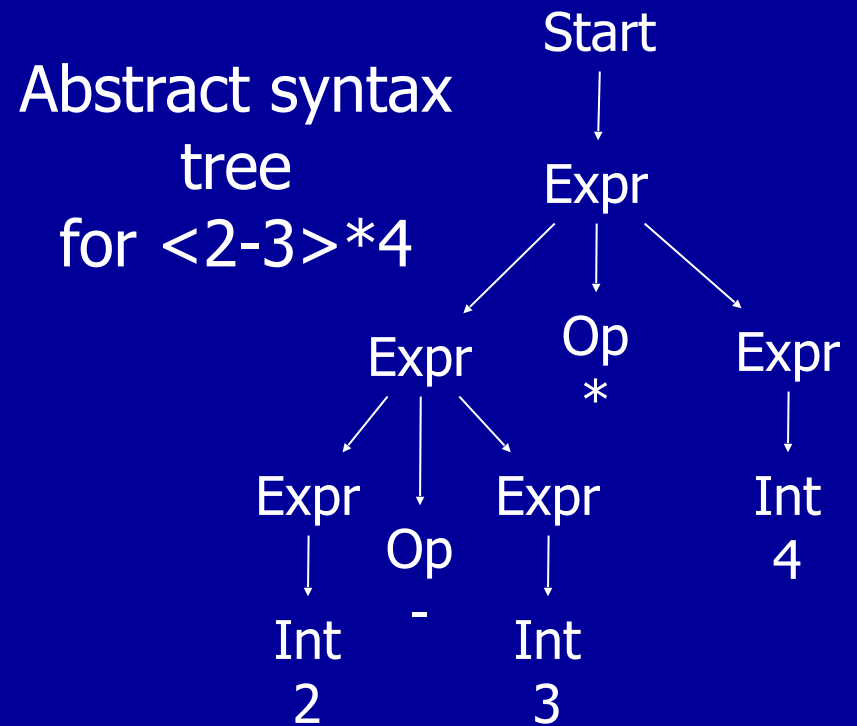 Start
Abstract syntax
tree
for <2-3>*4
Expr
Expr
Op
*
Expr
Expr
Op
-
Expr
Int
4
Int
2
Int
3